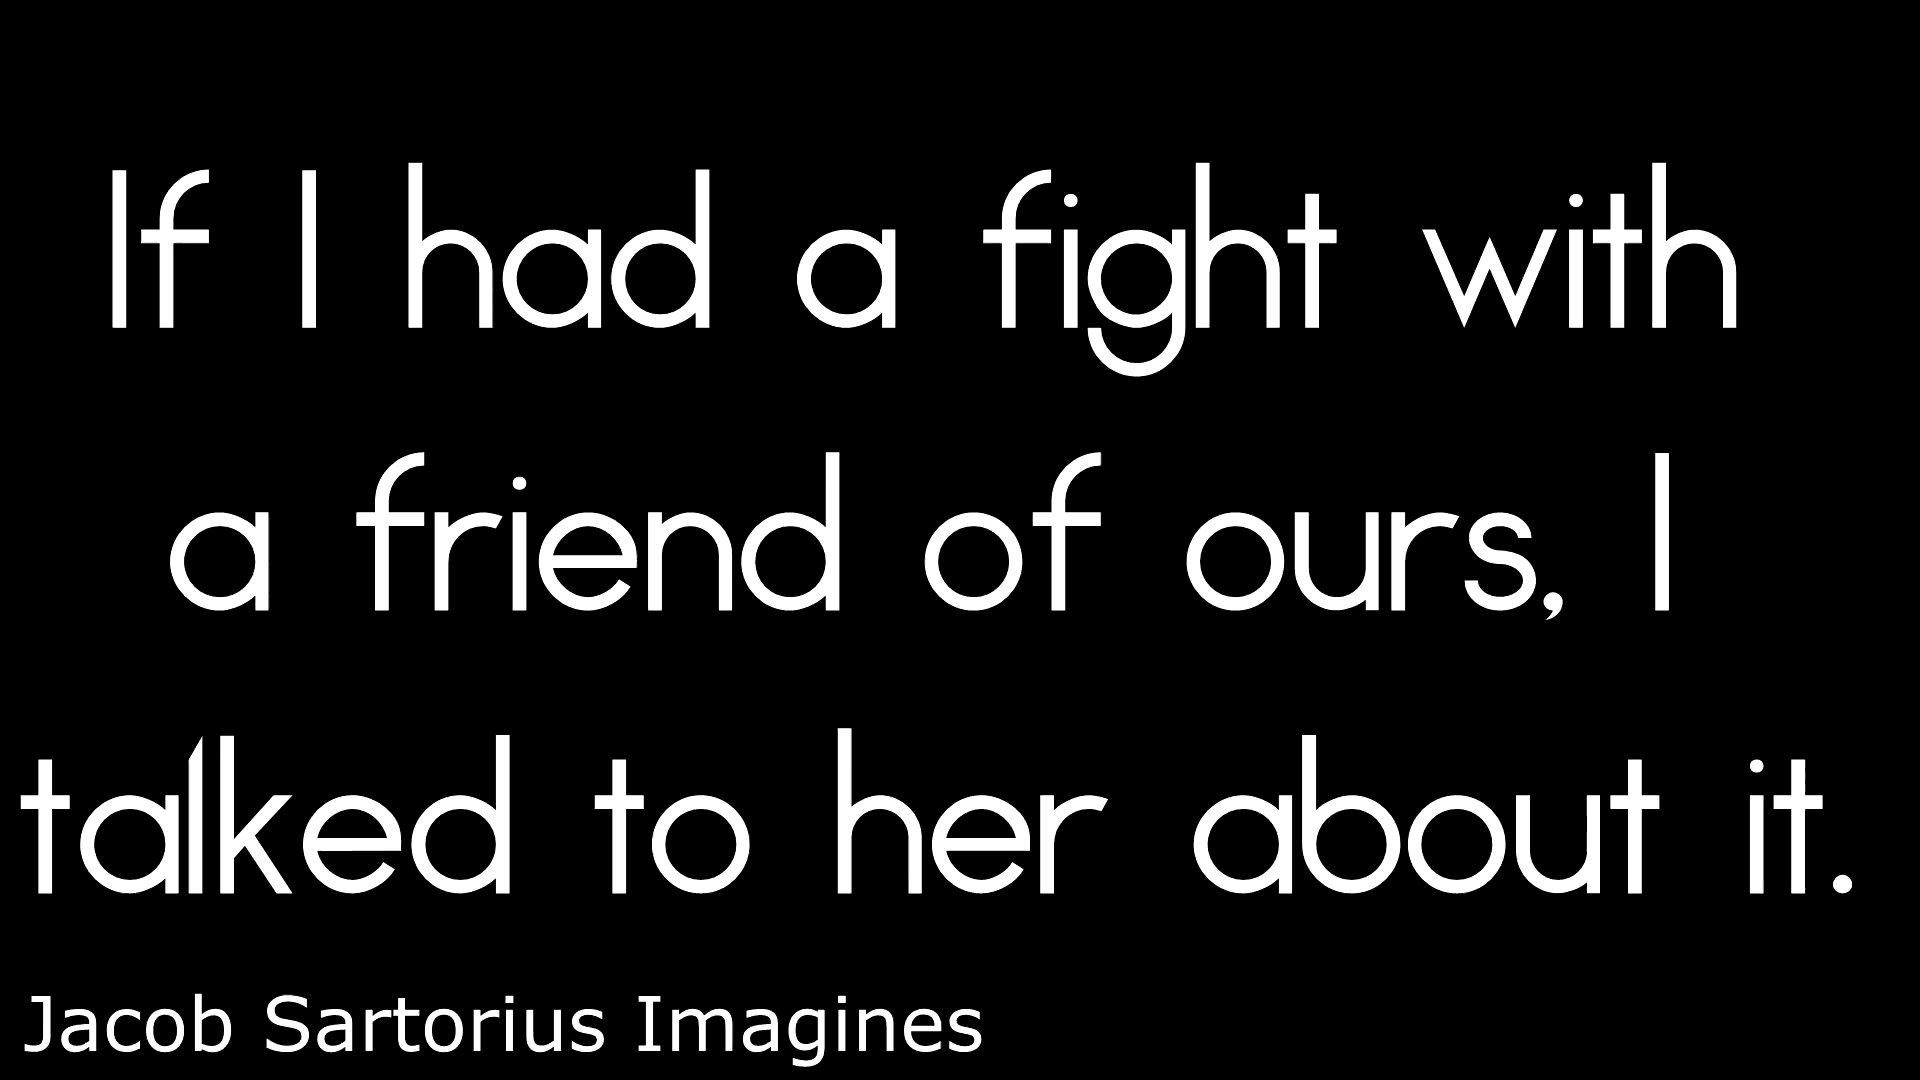 If I had a fight with
a friend of ours, I
talked to her about it.
Jacob Sartorius Imagines